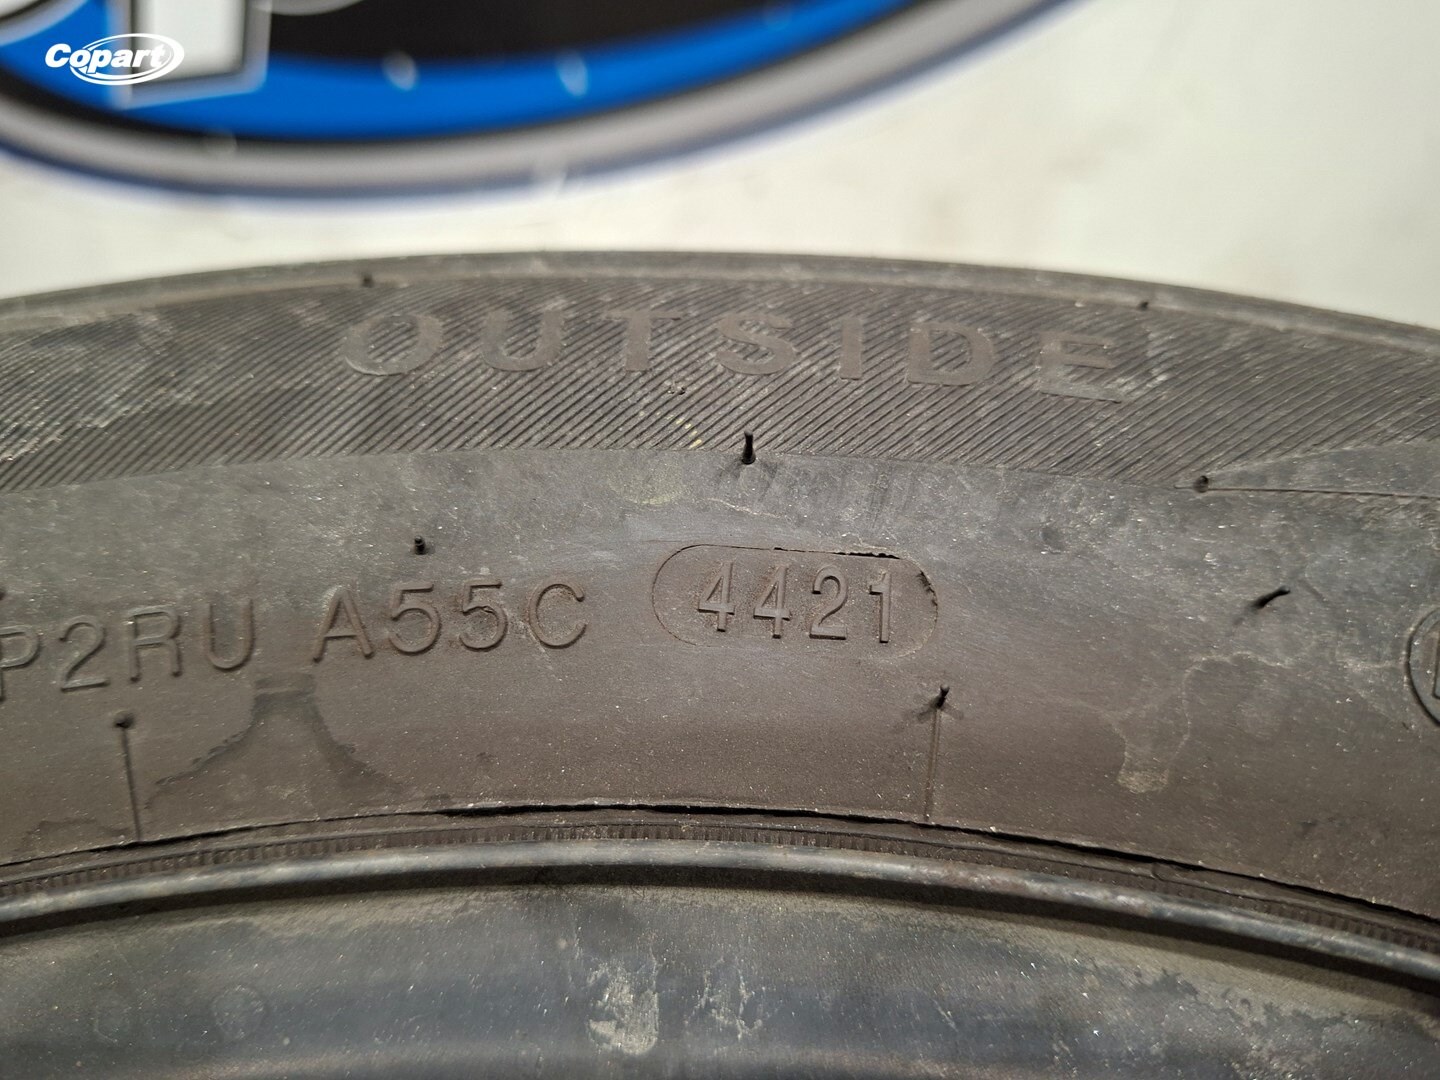 Copart
OUTSIDE
P2RU A55C 4421